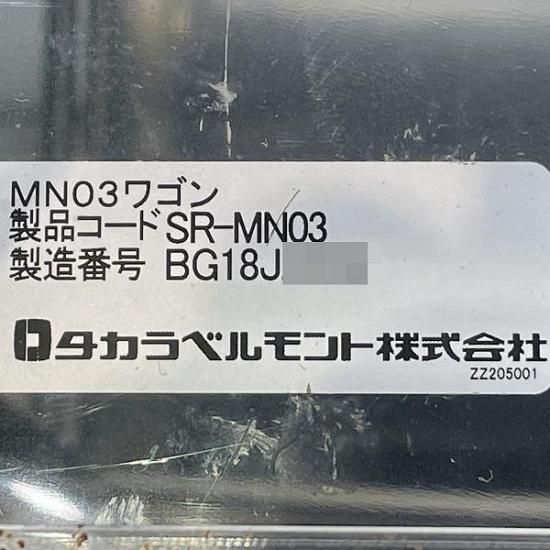 MN03ワゴン
製品コードSR-MN03
製造番号 BG18J
タカラベルモント株式会社
ZZ205001